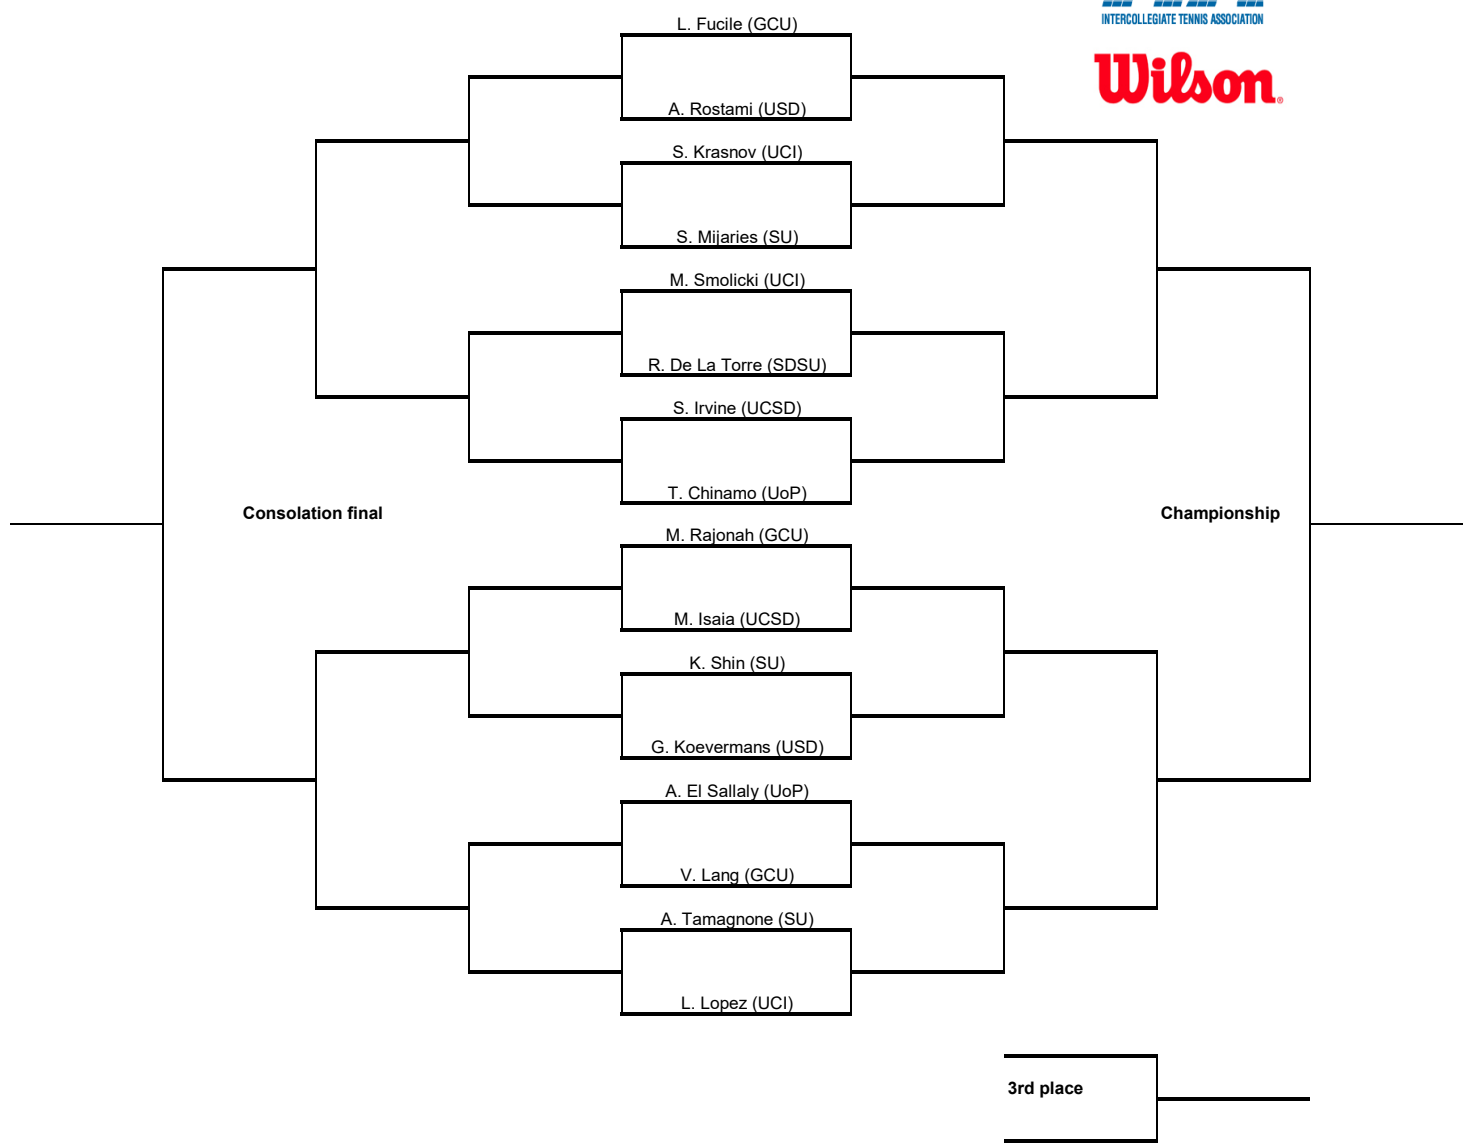 INTERCOLLEGIATE TENNIS ASSOCIATION
Wilson
L. Fucile (GCU)
A. Rostami (USD)
S. Krasnov (UCI)
S. Mijaries (SU)
M. Smolicki (UCI)
R. De La Torre (SDSU)
S. Irvine (UCSD)
T. Chinamo (UoP)
Consolation final
Championship
M. Rajonah (GCU)
M. Isaia (UCSD)
K. Shin (SU)
G. Koevermans (USD)
A. El Sallaly (UoP)
V. Lang (GCU)
A. Tamagnone (SU)
L. Lopez (UCI)
3rd place